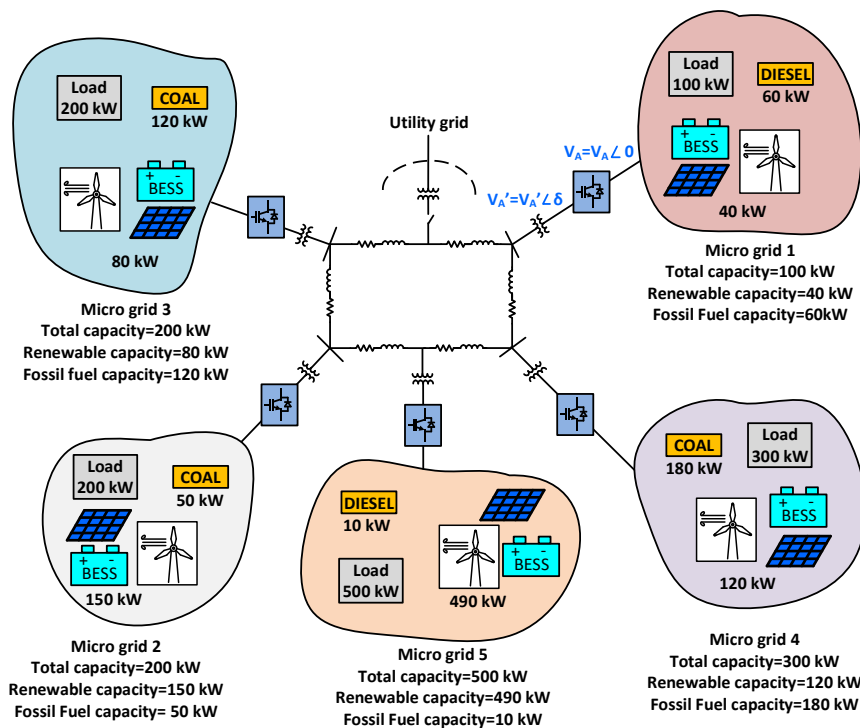 Load
200 kW
COAL
120 kW
+ -
BESS
80 kW
Micro grid 3
Total capacity=200 kW
Renewable capacity=80 kW
Fossil fuel capacity=120 kW
Utility grid
V_A=V_A∠0
V_A'=V_A'∠δ
Load
100 kW
DIESEL
60 kW
+ -
BESS
40 kW
Micro grid 1
Total capacity=100 kW
Renewable capacity=40 kW
Fossil Fuel capacity=60kW
Load
200 kW
COAL
50 kW
+ -
BESS
150 kW
Micro grid 2
Total capacity=200 kW
Renewable capacity=150 kW
Fossil Fuel capacity= 50 kW
DIESEL
10 kW
Load
500 kW
+ -
BESS
490 kW
Micro grid 5
Total capacity=500 kW
Renewable capacity=490 kW
Fossil Fuel capacity=10 kW
COAL
180 kW
Load
300 kW
+ -
BESS
120 kW
Micro grid 4
Total capacity=300 kW
Renewable capacity=120 kW
Fossil Fuel capacity=180 kW